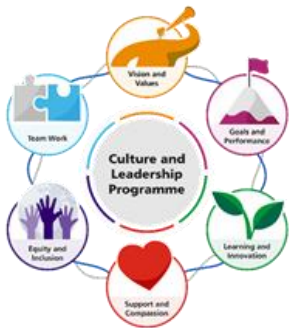 Vision and
Values
Goals and
Performance
Learning and
Innovation
Support and
Compassion
Equity and
Inclusion
Team Work
Culture and
Leadership
Programme